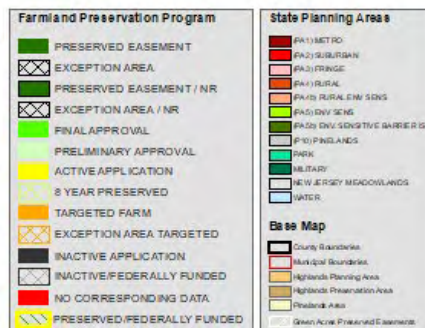 Farmland Preservation Program
PRESERVED EASEMENT
EXCEPTION AREA
PRESERVED EASEMENT / NR
EXCEPTION AREA / NR
FINAL APPROVAL
PRELIMINARY APPROVAL
ACTIVE APPLICATION
8 YEAR PRESERVED
TARGETED FARM
EXCEPTION AREA TARGETED
INACTIVE APPLICATION
INACTIVE/FEDERALLY FUNDED
NO CORRESPONDING DATA
PRESERVED/FEDERALLY FUNDED
State Planning Areas
(PA1) METRO
(PA2) SUBURBAN
(PA3) FRINGE
(PA4) RURAL
(PA4b) RURAL ENV SENS
(PA5) ENV SENS
(PA5b) ENV. SENSITIVE BARRIER IS
(P10) PINELANDS
PARK
MILITARY
NEW JERSEY MEADOWLANDS
WATER
Base Map
County Boundaries
Municipal Boundaries
Highlands Planning Area
Highlands Preservation Area
Pinelands Area
Green Acres Preserved Easements